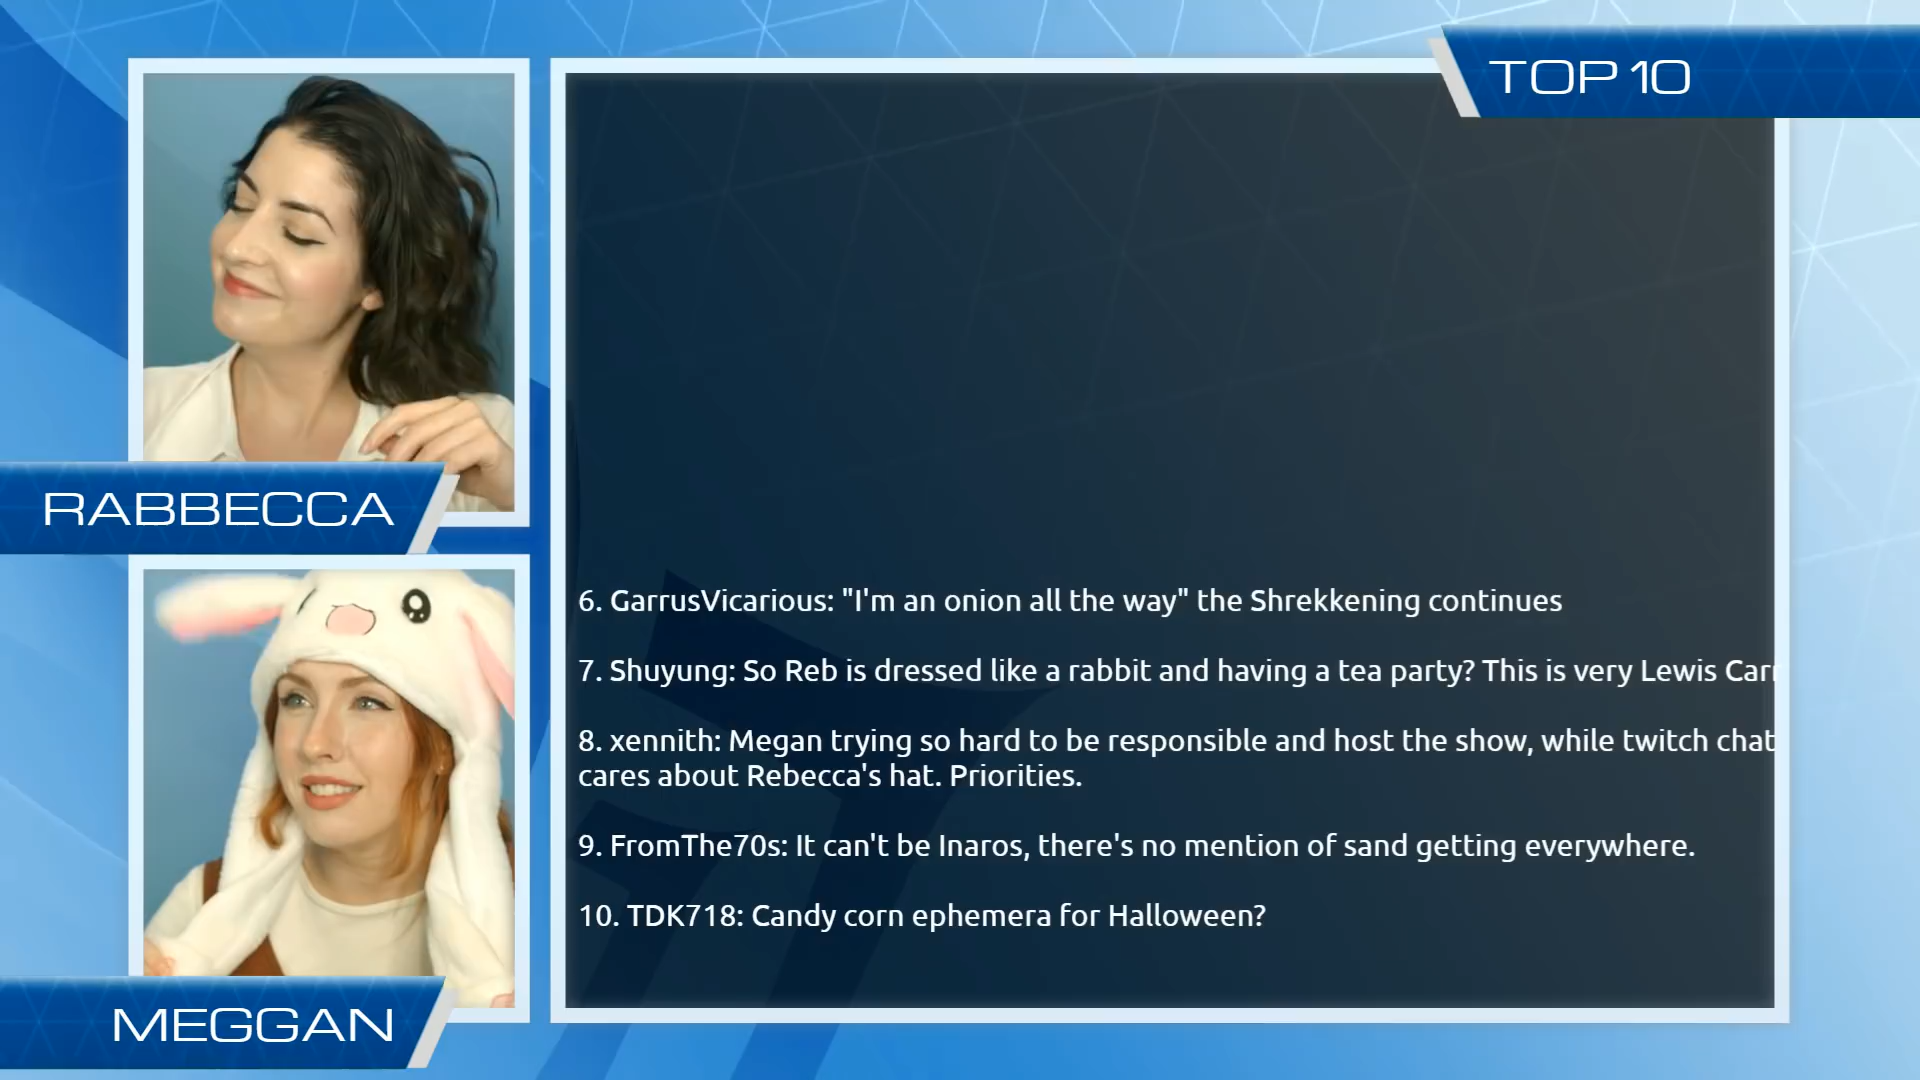 TOP 10
RABBECCA
MEGGAN
6. GarrusVicarious: "I'm an onion all the way" the Shrekkening continues
7. Shuyung: So Reb is dressed like a rabbit and having a tea party? This is very Lewis
8. xennith: Megan trying so hard to be responsible and host the show, while twitch chat
cares about Rebecca's hat. Priorities.
9. FromThe70s: It can't be Inaros, there's no mention of sand getting everywhere.
10. TDK718: Candy corn ephemera for Halloween?